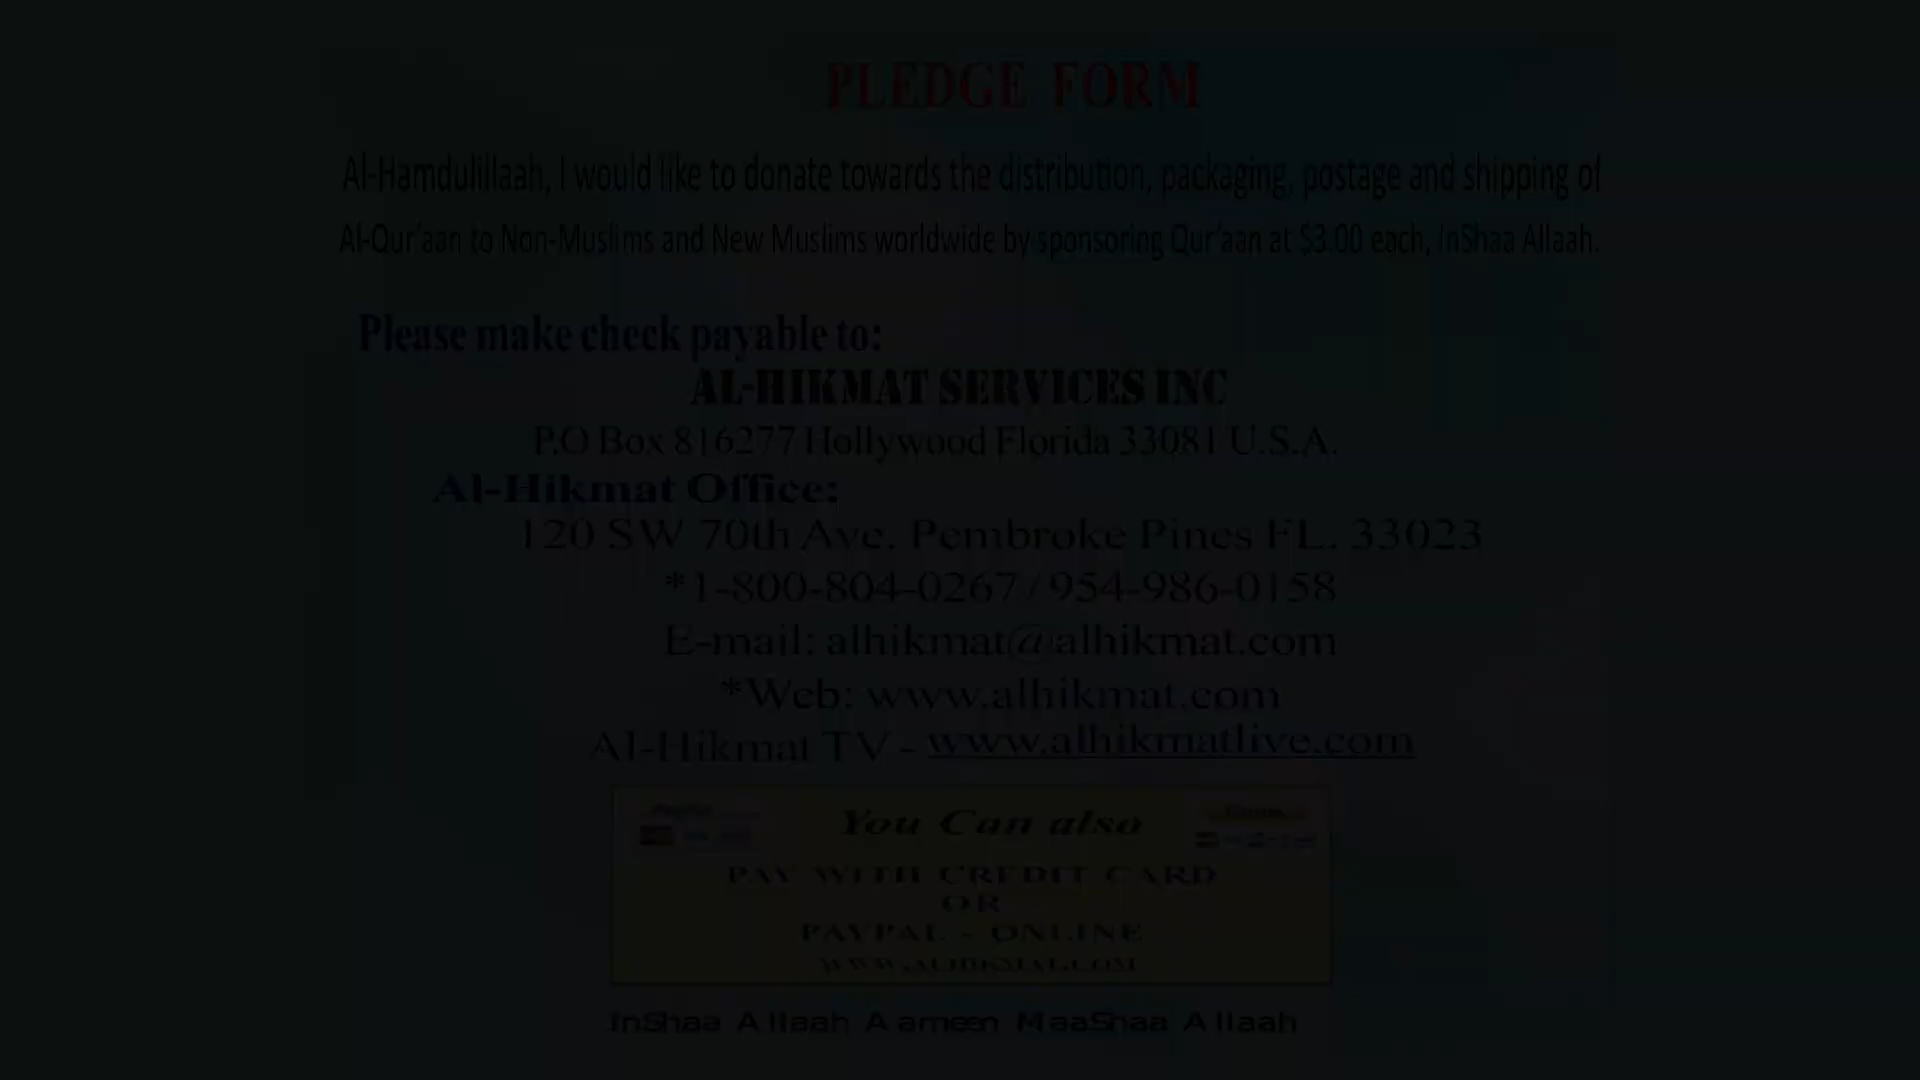 PLEDGE FORM
Al-Hamdulillaah, I would like to donate towards the distribution, packaging, postage and shipping of
Al-Qur'aan to Non-Muslims and New Muslims worldwide by sponsoring Qur'aan at $3.00 each, InShaa Allaah.
Please make check payable to:
AL-HIKMAT SERVICES INC
P.O Box 816277 Hollywood Florida 33081 U.S.A.
Al-Hikmat Office:
120 SW 70th Ave. Pembroke Pines FL. 33023
*1-800-804-0267 / 954-986-0158
E-mail: alhikmat@alhikmat.com
*Web: www.alhikmat.com
Al-Hikmat TV - www.alhikmatlive.com
You Can also
PAY WITH CREDIT CARD
OR
PAYPAL - ONLINE
WWW.ALHIKMAT.COM
InShaa Allaah Aameen MaaShaa Allaah